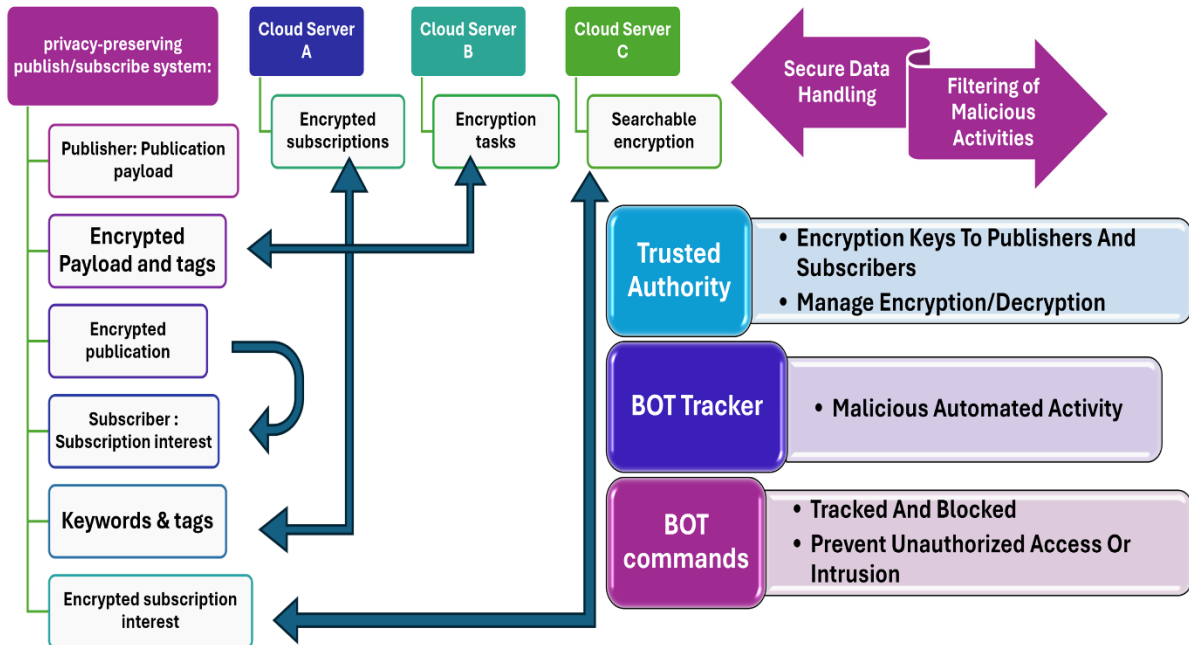 privacy-preserving
publish/subscribe system:
Publisher: Publication
payload
Encrypted
Payload and tags
Encrypted
publication
Subscriber :
Subscription interest
Keywords & tags
Encrypted subscription
interest
Cloud Server
A
Encrypted
subscriptions
Cloud Server
B
Encryption
tasks
Cloud Server
C
Searchable
encryption
Secure Data
Handling
Filtering of
Malicious
Activities
Trusted
Authority
• Encryption Keys To Publishers And
Subscribers
• Manage Encryption/Decryption
BOT Tracker
• Malicious Automated Activity
BOT
commands
• Tracked And Blocked
• Prevent Unauthorized Access Or
Intrusion